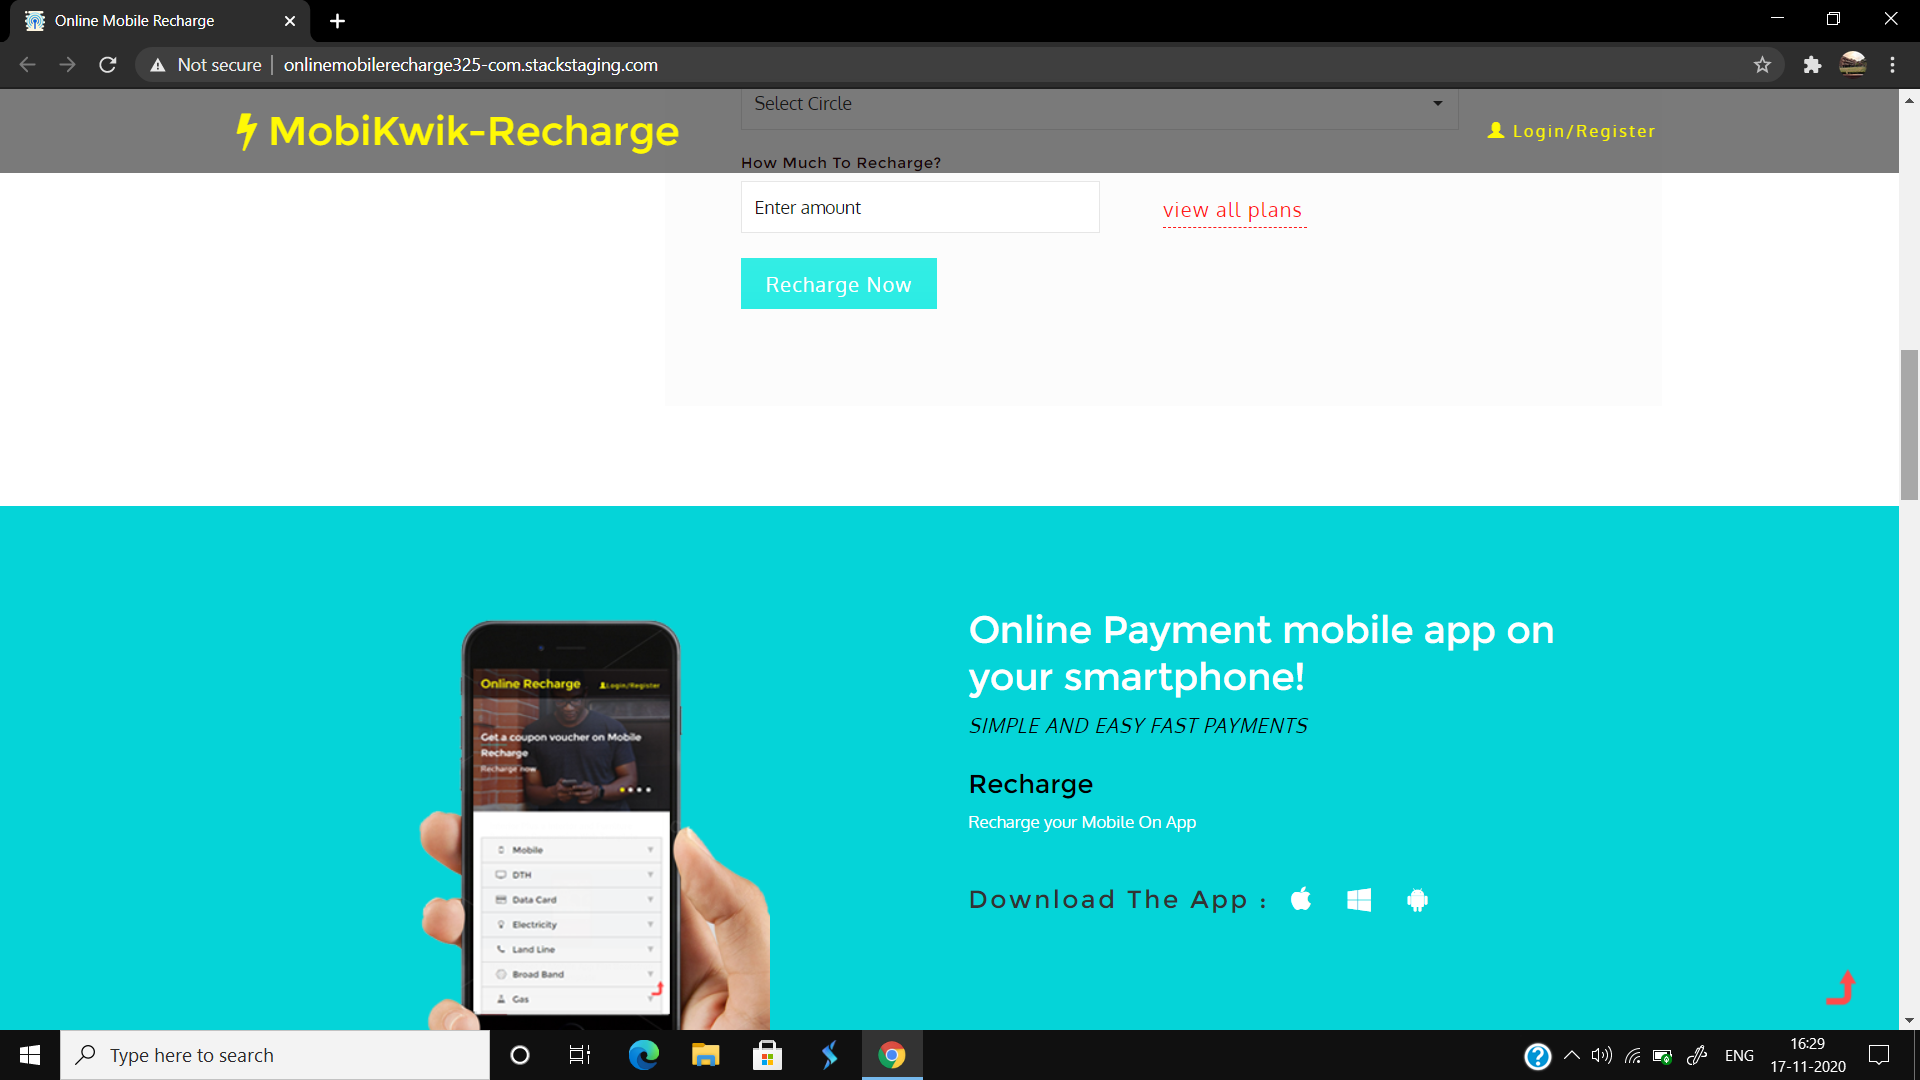 Online Mobile Recharge
Not secure
onlinemobilerecharge325-com.stackstaging.com
Select Circle
MobiKwik-Recharge
Login/Register
How Much To Recharge?
Enter amount
view all plans
Recharge Now
Online Payment mobile app on
your smartphone!
SIMPLE AND EASY FAST PAYMENTS
Recharge
Recharge your Mobile On App
Download The App :
Online Recharge
Login/Register
Get a coupon voucher on Mobile
Recharge
Recharge now
Mobile
DTH
Data Card
Electricity
Land Line
Broad Band
Gas
Type here to search
ENG
16:29
17-11-2020